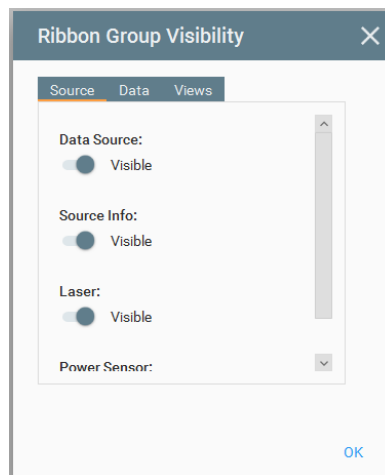 Ribbon Group Visibility
Source Data Views
Data Source:
Visible
Source Info:
Visible
Laser:
Visible
Power Sensor:
OK